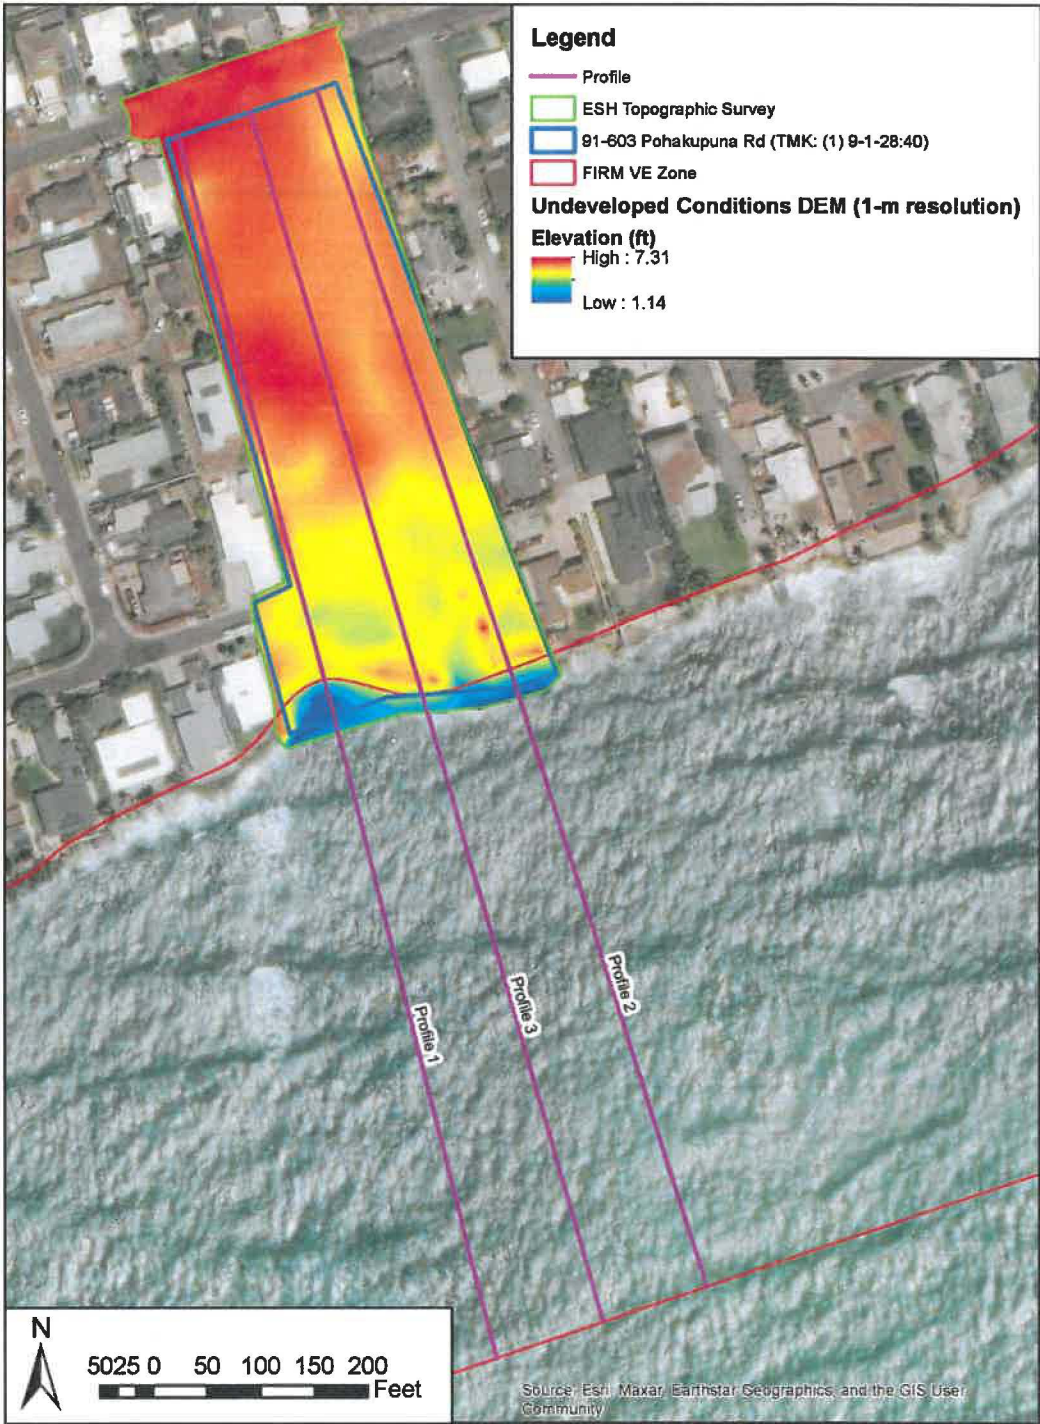 Legend
Profile
ESH Topographic Survey
91-603 Pohakupuna Rd (TMK: (1) 9-1-28:40)
FIRM VE Zone
Undeveloped Conditions DEM (1-m resolution)
Elevation (ft)
High : 7.31
Low : 1.14
Profile 1
Profile 3
Profile 2
N
5025 0 50 100 150 200
Feet
Source: Esri, Maxar, Earthstar Geographics, and the GIS User
Community